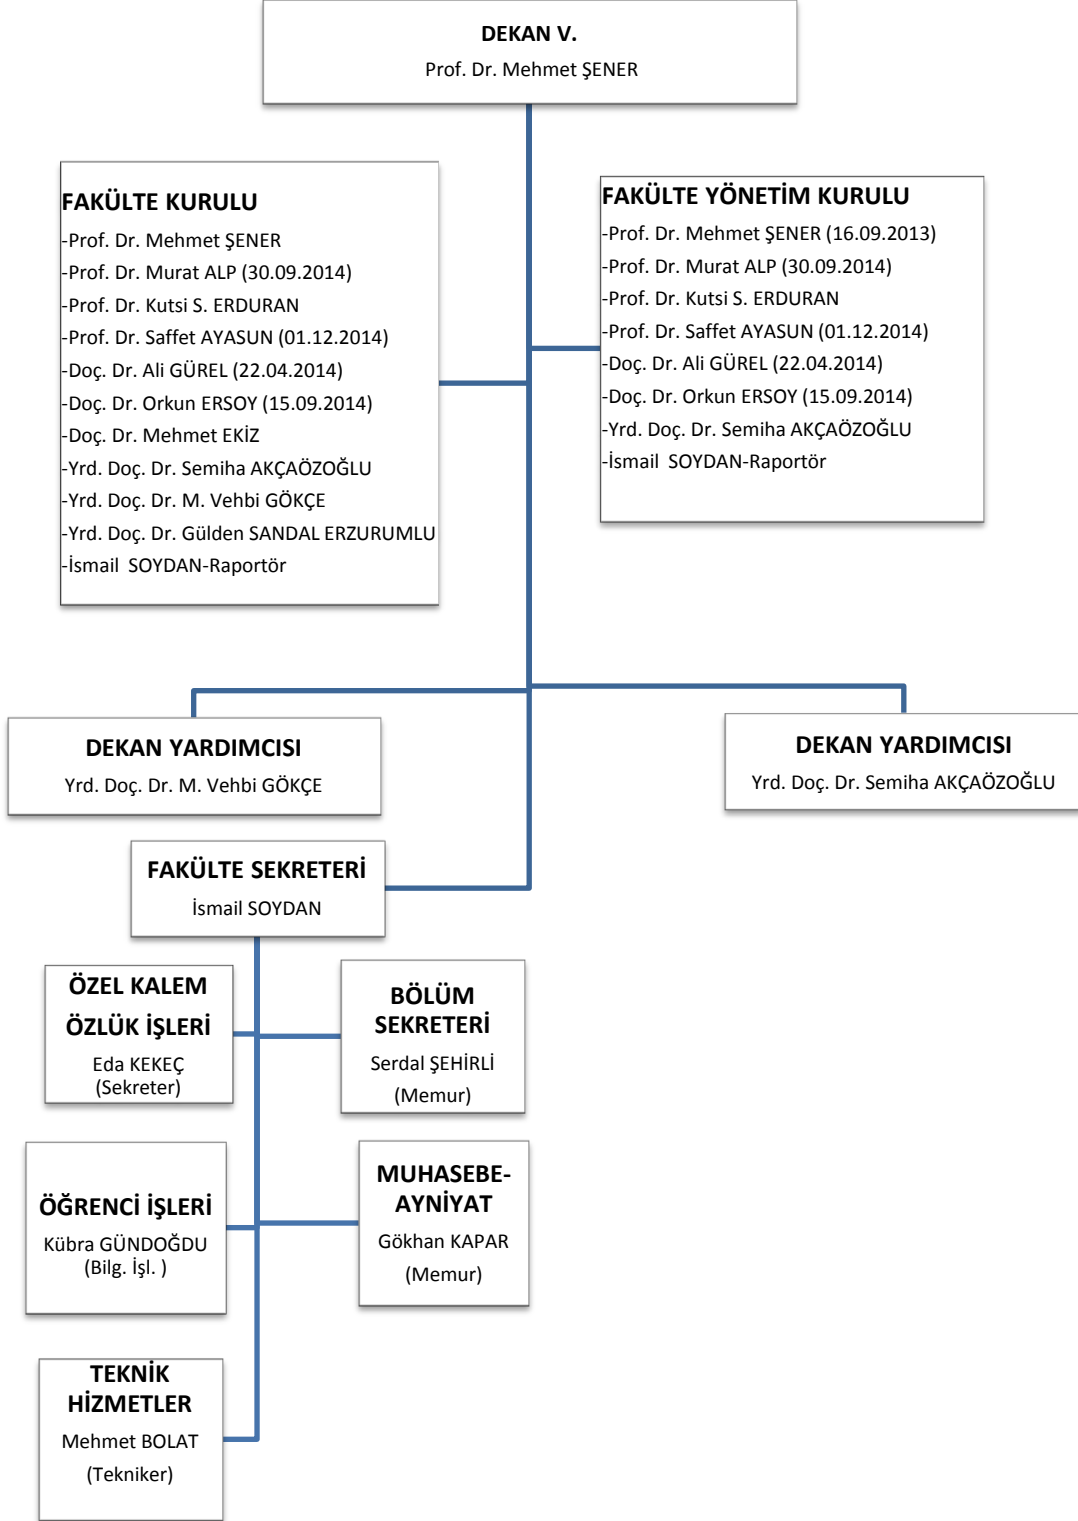 DEKAN V.
Prof. Dr. Mehmet ŞENER
FAKÜLTE KURULU
-Prof. Dr. Mehmet ŞENER
-Prof. Dr. Murat ALP (30.09.2014)
-Prof. Dr. Kutsi S. ERDURAN
-Prof. Dr. Saffet AYASUN (01.12.2014)
-Doç. Dr. Ali GÜREL (22.04.2014)
-Doç. Dr. Orkun ERSOY (15.09.2014)
-Doç. Dr. Mehmet EKİZ
-Yrd. Doç. Dr. Semiha AKÇAÖZOĞLU
-Yrd. Doç. Dr. M. Vehbi GÖKÇE
-Yrd. Doç. Dr. Gülden SANDAL ERZURUMLU
-İsmail  SOYDAN-Raportör
FAKÜLTE YÖNETİM KURULU
-Prof. Dr. Mehmet ŞENER (16.09.2013)
-Prof. Dr. Murat ALP (30.09.2014)
-Prof. Dr. Kutsi S. ERDURAN
-Prof. Dr. Saffet AYASUN (01.12.2014)
-Doç. Dr. Ali GÜREL (22.04.2014)
-Doç. Dr. Orkun ERSOY (15.09.2014)
-Yrd. Doç. Dr. Semiha AKÇAÖZOĞLU
-İsmail  SOYDAN-Raportör
DEKAN YARDIMCISI
Yrd. Doç. Dr. M. Vehbi GÖKÇE
DEKAN YARDIMCISI
Yrd. Doç. Dr. Semiha AKÇAÖZOĞLU
FAKÜLTE SEKRETERİ
İsmail SOYDAN
ÖZEL KALEM
ÖZLÜK İŞLERİ
Eda KEKEÇ
(Sekreter)
BÖLÜM
SEKRETERİ
Serdal ŞEHİRLİ
(Memur)
ÖĞRENCİ İŞLERİ
Kübra GÜNDOĞDU
(Bilg. İşl. )
MUHASEBE-
AYNİYAT
Gökhan KAPAR
(Memur)
TEKNİK
HİZMETLER
Mehmet BOLAT
(Tekniker)